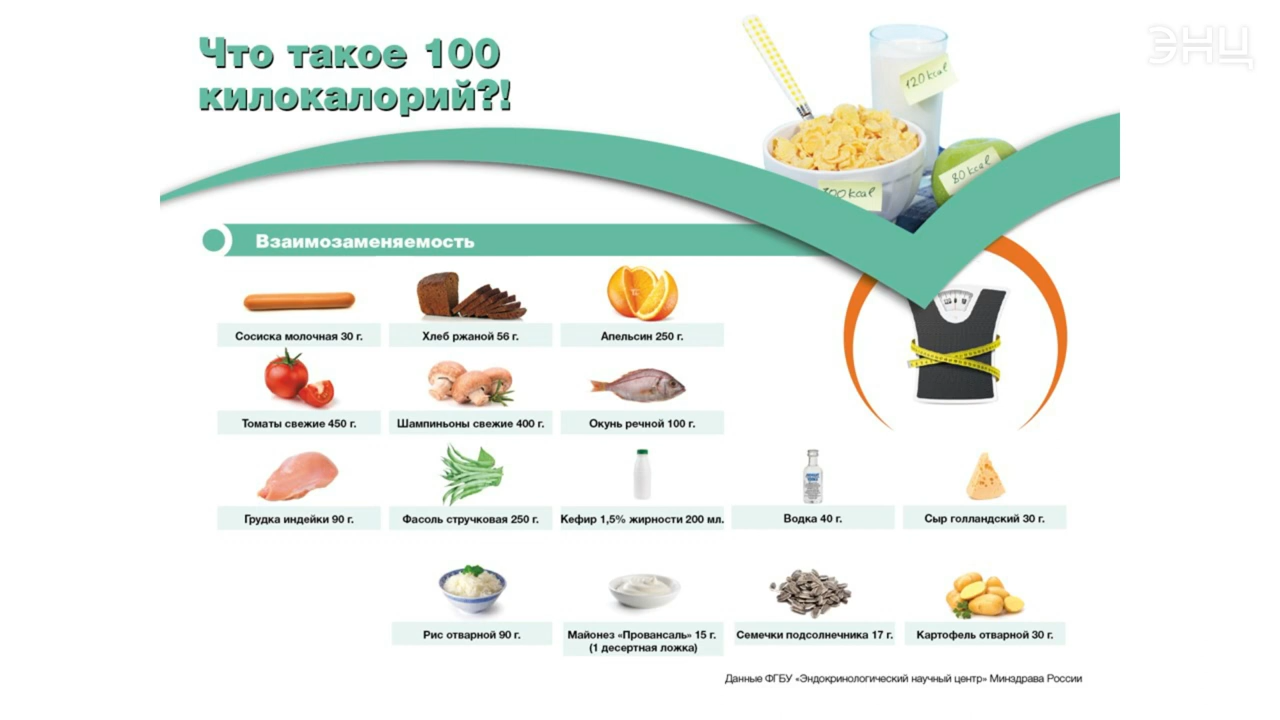 ЭНЦ
Что такое 100
килокалорий?!
120 kcal
100 kcal
80 kcal
Взаимозаменяемость
Сосиска молочная 30 г.
Хлеб ржаной 56 г.
Апельсин 250 г.
Томаты свежие 450 г.
Шампиньоны свежие 400 г.
Окунь речной 100 г.
Грудка индейки 90 г.
Фасоль стручковая 250 г.
Кефир 1,5% жирности 200 мл.
Водка 40 г.
Сыр голландский 30 г.
Рис отварной 90 г.
Майонез «Провансаль» 15 г.
(1 десертная ложка)
Семечки подсолнечника 17 г.
Картофель отварной 30 г.
Данные ФГБУ «Эндокринологический научный центр» Минздрава России